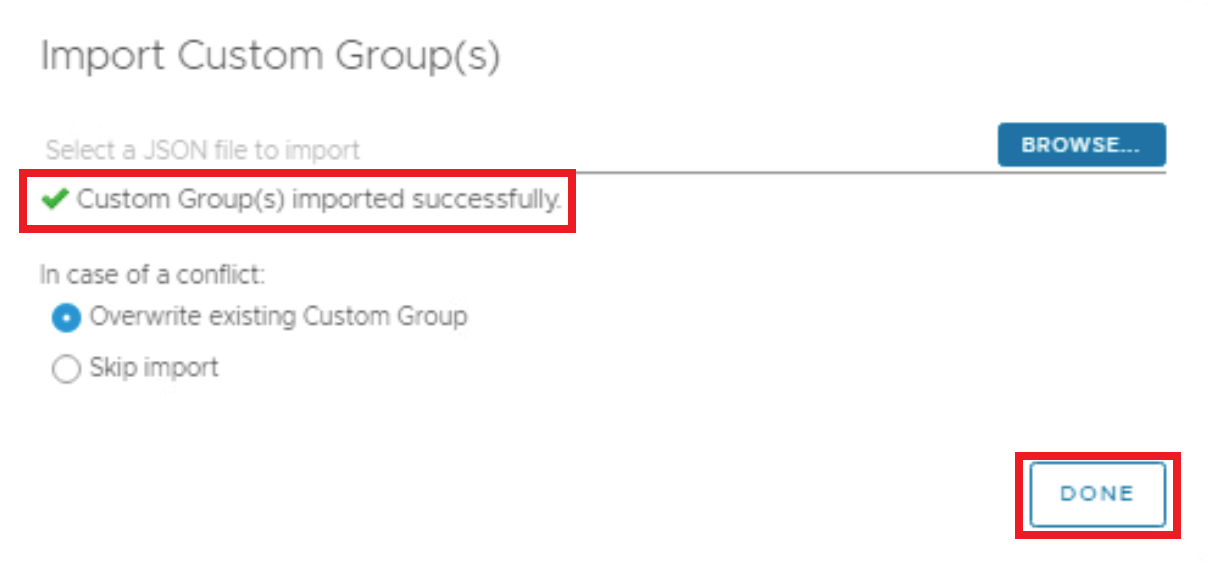 Import Custom Group(s)
Select a JSON file to import
BROWSE...
Custom Group(s) imported successfully.
In case of a conflict:
Overwrite existing Custom Group
Skip import
DONE